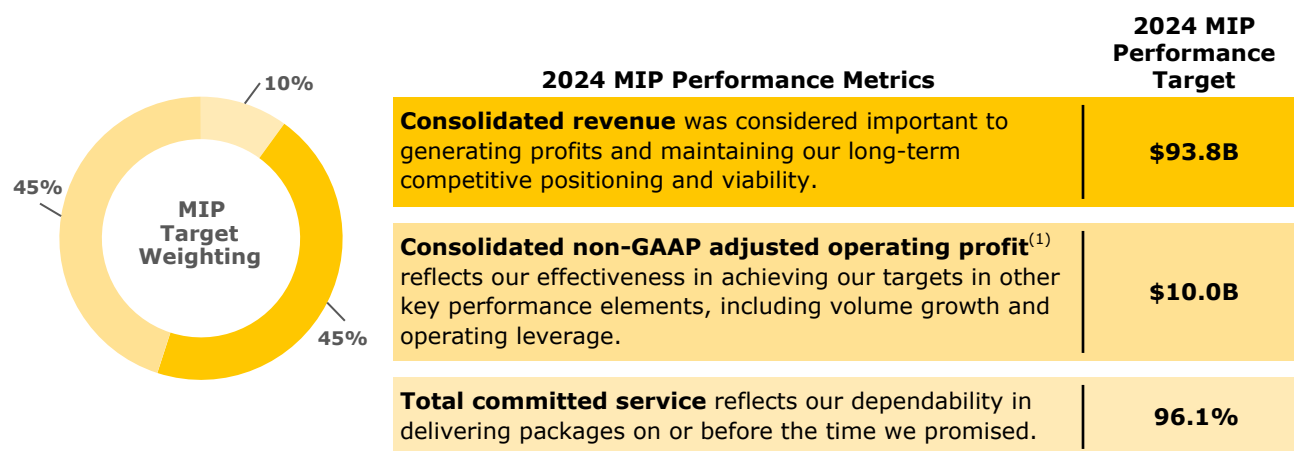 10%
45%
MIP
Target
Weighting
45%
2024 MIP Performance Metrics
2024 MIP
Performance
Target
Consolidated revenue was considered important to
generating profits and maintaining our long-term
competitive positioning and viability.
$93.8B
Consolidated non-GAAP adjusted operating profit(1)
reflects our effectiveness in achieving our targets in other
key performance elements, including volume growth and
operating leverage.
$10.0B
Total committed service reflects our dependability in
delivering packages on or before the time we promised.
96.1%